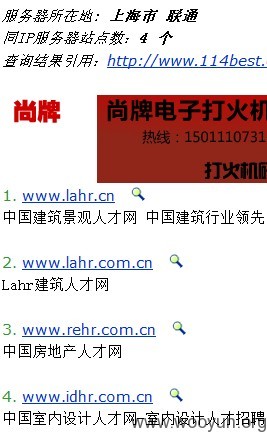 服务器所在地: 上海市 联通
同IP服务器站点数: 4 个
查询结果引用: http://www.114best.
尚牌 尚牌电子打火机
热线：1501110731
打火机
1. www.lahr.cn
中国建筑景观人才网 中国建筑行业领先
2. www.lahr.com.cn
Lahr建筑人才网
3. www.rehr.com.cn
中国房地产人才网
4. www.idhr.com.cn
中国室内设计人才网-室内设计人才招聘
www.wooyun.org